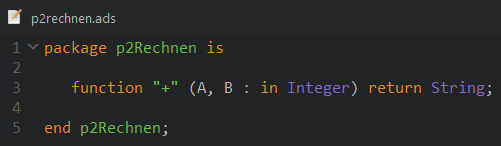 p2rechnen.ads
1 package p2Rechnen is
2
3 function "+" (A, B : in Integer) return String;
4
5 end p2Rechnen;